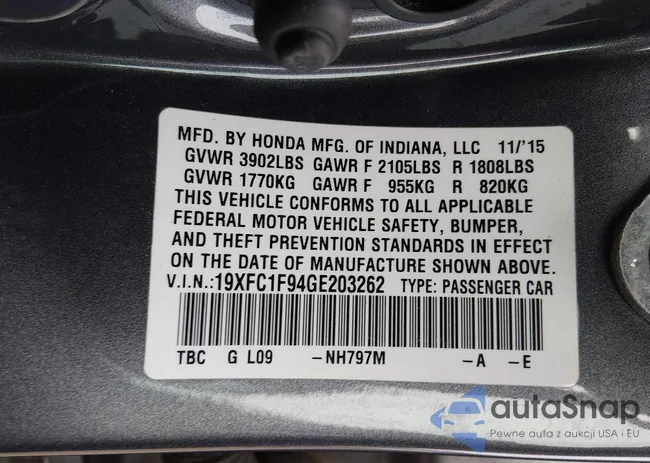 MFD. BY HONDA MFG. OF INDIANA, LLC 11/'15
GVWR 3902LBS GAWR F 2105LBS R 1808LBS
GVWR 1770KG GAWR F 955KG R 820KG
THIS VEHICLE CONFORMS TO ALL APPLICABLE
FEDERAL MOTOR VEHICLE SAFETY, BUMPER,
AND THEFT PREVENTION STANDARDS IN EFFECT
ON THE DATE OF MANUFACTURE SHOWN ABOVE.
V.I.N.:19XFC1F94GE203262 TYPE: PASSENGER CAR
TBC G L09 -NH797M -A -E
autaSnap
Pewne auta z aukcji USA i EU